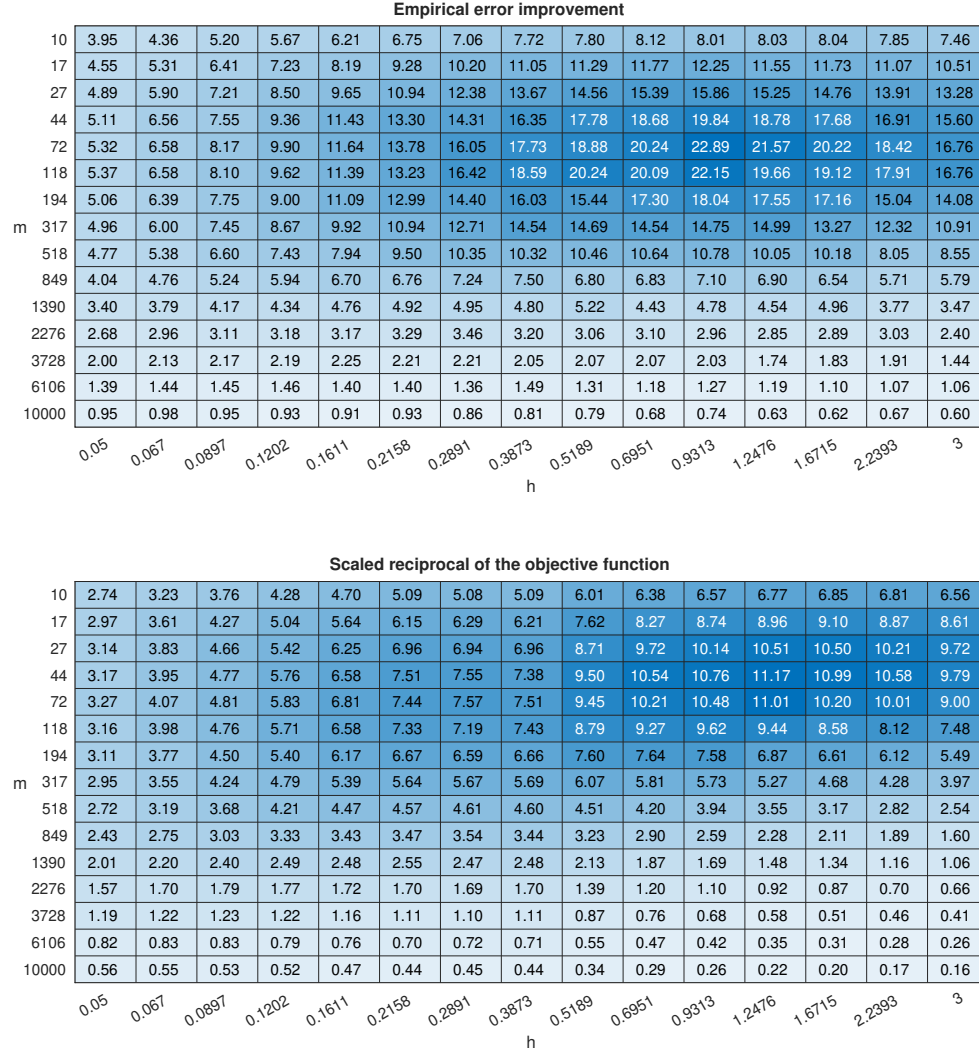 Empirical error improvement
10 3.95 4.36 5.20 5.67 6.21 6.75 7.06 7.72 7.80 8.12 8.01 8.03 8.04 7.85 7.46
17 4.55 5.31 6.41 7.23 8.19 9.28 10.20 11.05 11.29 11.77 12.25 11.55 11.73 11.07 10.51
27 4.89 5.90 7.21 8.50 9.65 10.94 12.38 13.67 14.56 15.39 15.86 15.25 14.76 13.91 13.28
44 5.11 6.56 7.55 9.36 11.43 13.30 14.31 16.35 17.78 18.68 19.84 18.78 17.68 16.91 15.60
72 5.32 6.58 8.17 9.90 11.64 13.78 16.05 17.73 18.88 20.24 22.89 21.57 20.22 18.42 16.76
118 5.37 6.58 8.10 9.62 11.39 13.23 16.42 18.59 20.24 20.09 22.15 19.66 19.12 17.91 16.76
194 5.06 6.39 7.75 9.00 11.09 12.99 14.40 16.03 15.44 17.30 18.04 17.55 17.16 15.04 14.08
m 317 4.96 6.00 7.45 8.67 9.92 10.94 12.71 14.54 14.69 14.54 14.75 14.99 13.27 12.32 10.91
518 4.77 5.38 6.60 7.43 7.94 9.50 10.35 10.32 10.46 10.64 10.78 10.05 10.18 8.05 8.55
849 4.04 4.76 5.24 5.94 6.70 6.76 7.24 7.50 6.80 6.83 7.10 6.90 6.54 5.71 5.79
1390 3.40 3.79 4.17 4.34 4.76 4.92 4.95 4.80 5.22 4.43 4.78 4.54 4.96 3.77 3.47
2276 2.68 2.96 3.11 3.18 3.17 3.29 3.46 3.20 3.06 3.10 2.96 2.85 2.89 3.03 2.40
3728 2.00 2.13 2.17 2.19 2.25 2.21 2.21 2.05 2.07 2.07 2.03 1.74 1.83 1.91 1.44
6106 1.39 1.44 1.45 1.46 1.40 1.40 1.36 1.49 1.31 1.18 1.27 1.19 1.10 1.07 1.06
10000 0.95 0.98 0.95 0.93 0.91 0.93 0.86 0.81 0.79 0.68 0.74 0.63 0.62 0.67 0.60
0.05 0.067 0.0897 0.1202 0.1611 0.2158 0.2891 0.3873 0.5189 0.6951 0.9313 1.2476 1.6715 2.2393 3
h
Scaled reciprocal of the objective function
10 2.74 3.23 3.76 4.28 4.70 5.09 5.08 5.09 6.01 6.38 6.57 6.77 6.85 6.81 6.56
17 2.97 3.61 4.27 5.04 5.64 6.15 6.29 6.21 7.62 8.27 8.74 8.96 9.10 8.87 8.61
27 3.14 3.83 4.66 5.42 6.25 6.96 6.94 6.96 8.71 9.72 10.14 10.51 10.50 10.21 9.72
44 3.17 3.95 4.77 5.76 6.58 7.51 7.55 7.38 9.50 10.54 10.76 11.17 10.99 10.58 9.79
72 3.27 4.07 4.81 5.83 6.81 7.44 7.57 7.51 9.45 10.21 10.48 11.01 10.20 10.01 9.00
118 3.16 3.98 4.76 5.71 6.58 7.33 7.19 7.43 8.79 9.27 9.62 9.44 8.58 8.12 7.48
194 3.11 3.77 4.50 5.40 6.17 6.67 6.59 6.66 7.60 7.64 7.58 6.87 6.61 6.12 5.49
m 317 2.95 3.55 4.24 4.79 5.39 5.64 5.67 5.69 6.07 5.81 5.73 5.27 4.68 4.28 3.97
518 2.72 3.19 3.68 4.21 4.47 4.57 4.61 4.60 4.51 4.20 3.94 3.55 3.17 2.82 2.54
849 2.43 2.75 3.03 3.33 3.43 3.47 3.54 3.44 3.23 2.90 2.59 2.28 2.11 1.89 1.60
1390 2.01 2.20 2.40 2.49 2.48 2.55 2.47 2.48 2.13 1.87 1.69 1.48 1.34 1.16 1.06
2276 1.57 1.70 1.79 1.77 1.72 1.70 1.69 1.70 1.39 1.20 1.10 0.92 0.87 0.70 0.66
3728 1.19 1.22 1.23 1.22 1.16 1.11 1.10 1.11 0.87 0.76 0.68 0.58 0.51 0.46 0.41
6106 0.82 0.83 0.83 0.79 0.76 0.70 0.72 0.71 0.55 0.47 0.42 0.35 0.31 0.28 0.26
10000 0.56 0.55 0.53 0.52 0.47 0.44 0.45 0.44 0.34 0.29 0.26 0.22 0.20 0.17 0.16
0.05 0.067 0.0897 0.1202 0.1611 0.2158 0.2891 0.3873 0.5189 0.6951 0.9313 1.2476 1.6715 2.2393 3
h